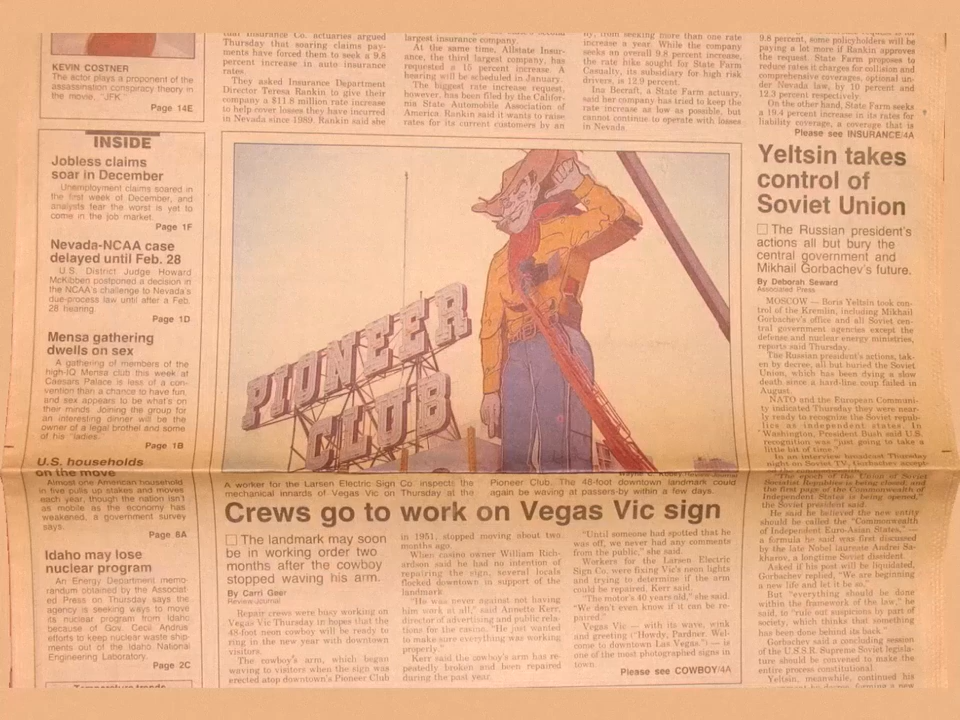 KEVIN COSTNER
The actor plays a proponent of the
assassination conspiracy theory in
the movie, "JFK."
Page 14E
INSIDE
Jobless claims
soar in December
Unemployment claims soared in
the first week of December, and
analysts fear the worst is yet to
come in the job market.
Page 1F
Nevada-NCAA case
delayed until Feb. 28
U.S. District Judge Howard
McKibben postponed a decision in
the NCAA's challenge to Nevada's
due-process law until after a Feb.
28 hearing.
Page 1D
Mensa gathering
dwells on sex
A gathering of members of the
high-IQ Mensa club this week at
Caesars Palace is less of a con-
vention than a chance to have fun,
and sex appears to be what's on
their minds. Joining the group for
an interesting dinner will be the
owner of a legal brothel and some
of his "ladies."
Page 1B
U.S. households
on the move
Almost one American household
in five pulls up stakes and moves
each year, though the nation isn't
as mobile as the economy has
weakened, a government survey
says.
Page 8A
Idaho may lose
nuclear program
An Energy Department memo-
randum obtained by the Associat-
ed Press on Thursday says the
agency is seeking ways to move
its nuclear program from Idaho
because of Gov. Cecil Andrus'
efforts to keep nuclear waste ship-
ments out of the Idaho National
Engineering Laboratory.
Page 2C
Temperature trends
that Insurance Co. actuaries argued
Thursday that soaring claims pay-
ments have forced them to seek a 9.8
percent increase in auto insurance
rates.
They asked Insurance Department
Director Teresa Rankin to give their
company a $11.8 million rate increase
to help cover losses they have incurred
in Nevada since 1989. Rankin said she
largest insurance company.
At the same time, Allstate Insur-
ance, the third largest company, has
requested a 15 percent increase. A
hearing will be scheduled in January.
The biggest rate increase request,
however, has been filed by the Califor-
nia State Automobile Association of
America. Rankin said it wants to raise
rates for its current customers by an
ity, from seeking more than one rate
increase a year. While the company
seeks an overall 9.8 percent increase,
the rate hike sought for State Farm
Casualty, its subsidiary for high risk
drivers, is 12.9 percent.
Ina Becraft, a State Farm actuary,
said her company has tried to keep the
rate increase as low as possible, but
cannot continue to operate with losses
in Nevada.
9.8 percent, some policyholders will be
paying a lot more if Rankin approves
the request. State Farm proposes to
reduce rates it charges for collision and
comprehensive coverages, optional un-
der Nevada law, by 10 percent and
12.3 percent respectively.
On the other hand, State Farm seeks
a 19.4 percent increase in its rates for
liability coverage, a coverage that is
Please see INSURANCE/4A
PIONEER
CLUB
A worker for the Larsen Electric Sign Co. inspects the
mechanical innards of Vegas Vic on Thursday at the
Pioneer Club. The 48-foot downtown landmark could
again be waving at passers-by within a few days.
Crews go to work on Vegas Vic sign
The landmark may soon
be in working order two
months after the cowboy
stopped waving his arm.
By Carri Geer
Review-Journal
Repair crews were busy working on
Vegas Vic Thursday in hopes that the
48-foot neon cowboy will be ready to
ring in the new year with downtown
visitors.
The cowboy's arm, which began
waving to visitors when the sign was
erected atop downtown's Pioneer Club
in 1951, stopped moving about two
months ago.
When casino owner William Rich-
ardson said he had no intention of
repairing the sign, several locals
flocked downtown in support of the
landmark.
"He was never against not having
him work at all," said Annette Kerr,
director of advertising and public rela-
tions for the casino. "He just wanted
to make sure everything was working
properly."
Kerr said the cowboy's arm has re-
peatedly broken and been repaired
during the past year.
"Until someone had spotted that he
was off, we never had any comments
from the public," she said.
Workers for the Larsen Electric
Sign Co. were fixing Vic's neon lights
and trying to determine if the arm
could be repaired, Kerr said.
"The motor's 40 years old," she said.
"We don't even know if it can be re-
paired."
Vegas Vic — with its wave, wink
and greeting ("Howdy, Pardner. Wel-
come to downtown Las Vegas") — is
one of the most photographed signs in
town.
Please see COWBOY/4A
Yeltsin takes
control of
Soviet Union
The Russian president's
actions all but bury the
central government and
Mikhail Gorbachev's future.
By Deborah Seward
Associated Press
MOSCOW — Boris Yeltsin took con-
trol of the Kremlin, including Mikhail
Gorbachev's office and all Soviet cen-
tral government agencies except the
defense and nuclear energy ministries,
reports said Thursday.
The Russian president's actions, tak-
en by decree, all but buried the Soviet
Union, which has been dying a slow
death since a hard-line coup failed in
August.
NATO and the European Communi-
ty indicated Thursday they were near-
ly ready to recognize the Soviet repub-
lics as independent states. In
Washington, President Bush said U.S.
recognition was "just going to take a
little bit of time."
In an interview broadcast Thursday
night on Soviet TV, Gorbachev
epoch of the Union of Soviet
Socialist Republics is being closed, and
the first page of the Commonwealth of
Independent States is being opened,"
the Soviet president said.
He said he believed the new entity
should be called the "Commonwealth
of Independent Euro-Asian States," —
a formula he said was first discussed
by the late Nobel laureate Andrei Sa-
kharov, a longtime Soviet dissident.
Asked if his post will be liquidated,
Gorbachev replied, "We are beginning
a new life and let it be so."
But "everything should be done
within the framework of the law," he
said, to "rule out suspicions by part of
society, which thinks that something
has been done behind its back."
Gorbachev said a concluding session
of the U.S.S.R. Supreme Soviet legisla-
ture should be convened to make the
entire process constitutional.
Yeltsin, meanwhile, continued his